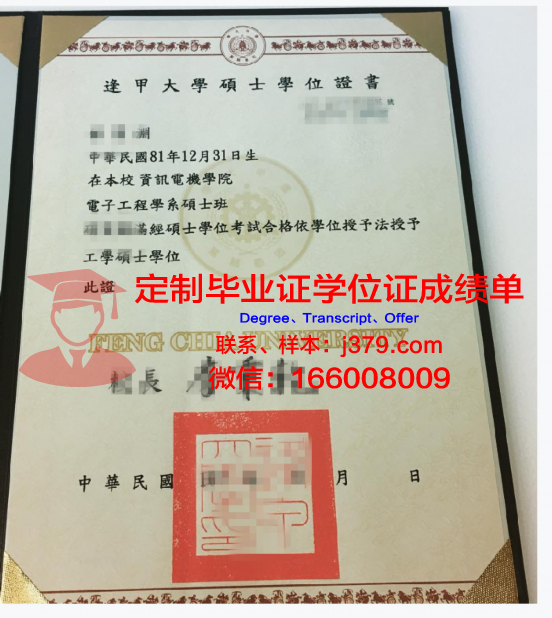 逢甲大學碩士學位證書
號
中華民國81年12月31日生
在本校 資訊電機學院
電子工程學系碩士班
經碩士學位考試合格依學位授予法授予
工學碩士學位
此證
定制毕业证学位证成绩单
Degree、Transcript、Offer
FENG CHIA UNIVERSITY
联系、样本：j379.com
校長
微信：166008009
中華民國 月 日